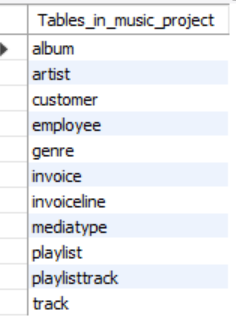 Tables_in_music_project
album
artist
customer
employee
genre
invoice
invoiceline
mediatype
playlist
playlisttrack
track